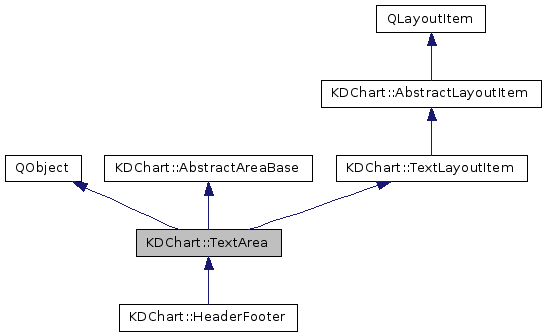 QLayoutItem
KDChart::AbstractLayoutItem
QObject
KDChart::AbstractAreaBase
KDChart::TextLayoutItem
KDChart::TextArea
KDChart::HeaderFooter